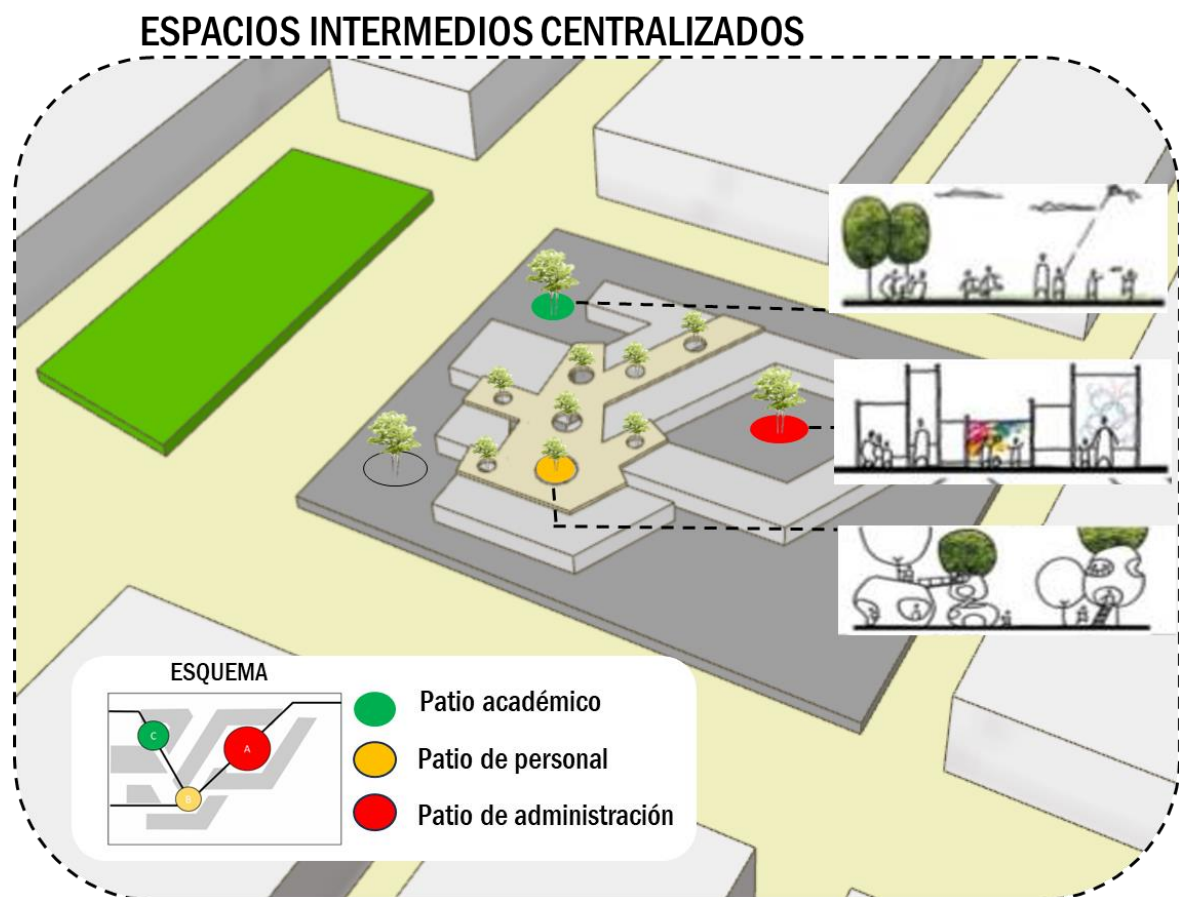 ESPACIOS INTERMEDIOS CENTRALIZADOS
ESQUEMA
C
A
B
Patio académico
Patio de personal
Patio de administración